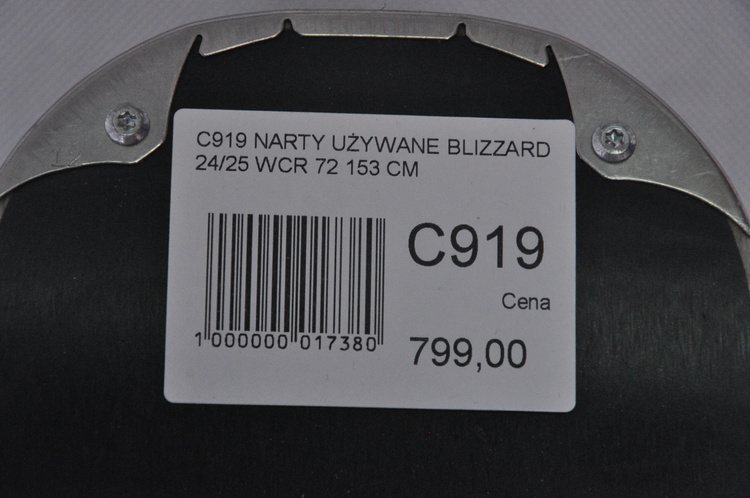 C919 NARTY UŻYWANE BLIZZARD
24/25 WCR 72 153 CM
C919
Cena
799,00
1 000000 017380